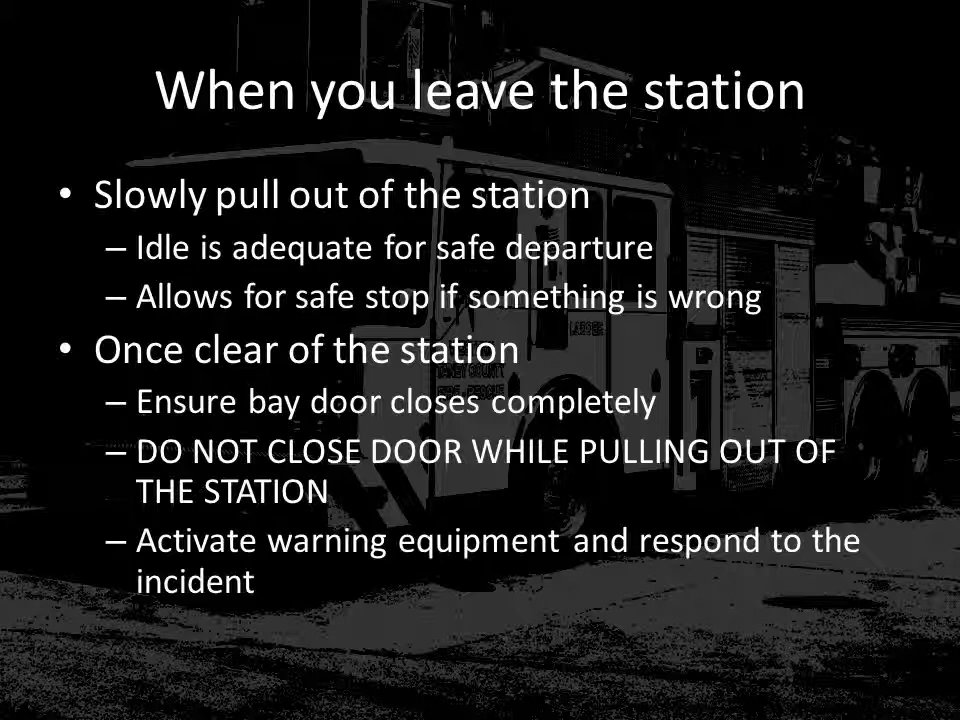 When you leave the station
• Slowly pull out of the station
– Idle is adequate for safe departure
– Allows for safe stop if something is wrong
• Once clear of the station
– Ensure bay door closes completely
– DO NOT CLOSE DOOR WHILE PULLING OUT OF
THE STATION
– Activate warning equipment and respond to the
incident